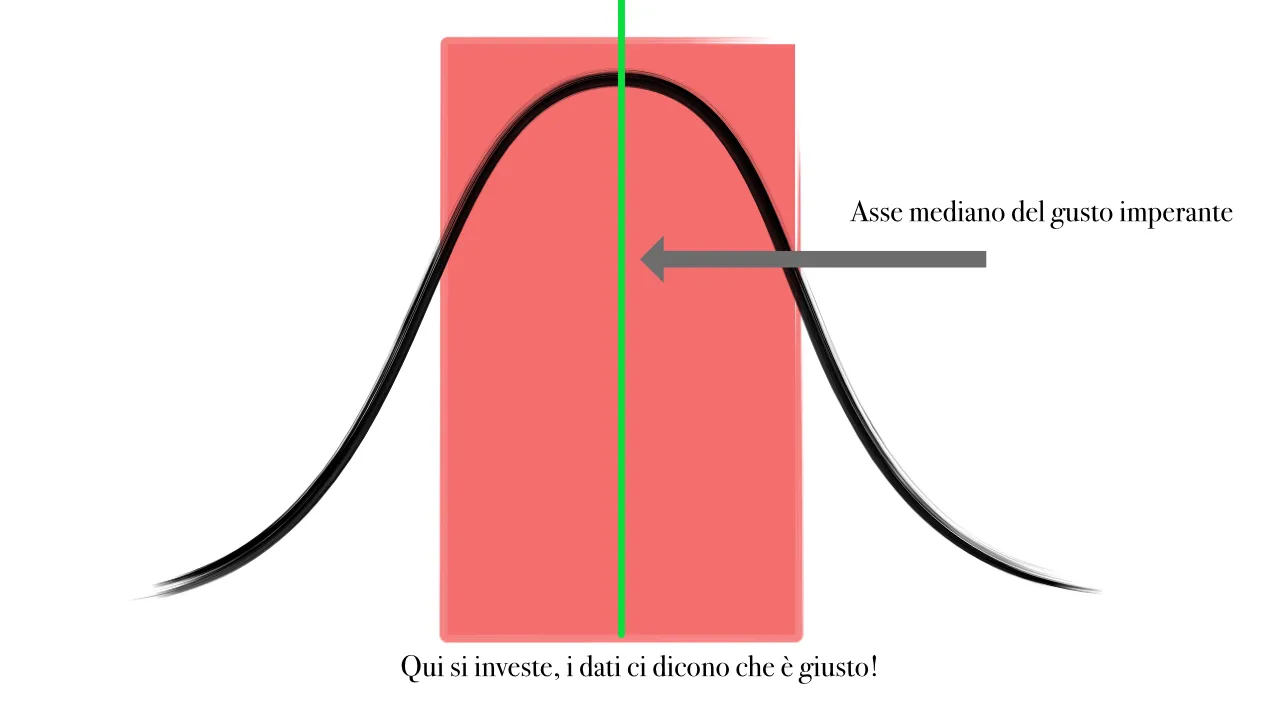 Asse mediano del gusto imperante
Qui si investe, i dati ci dicono che è giusto!